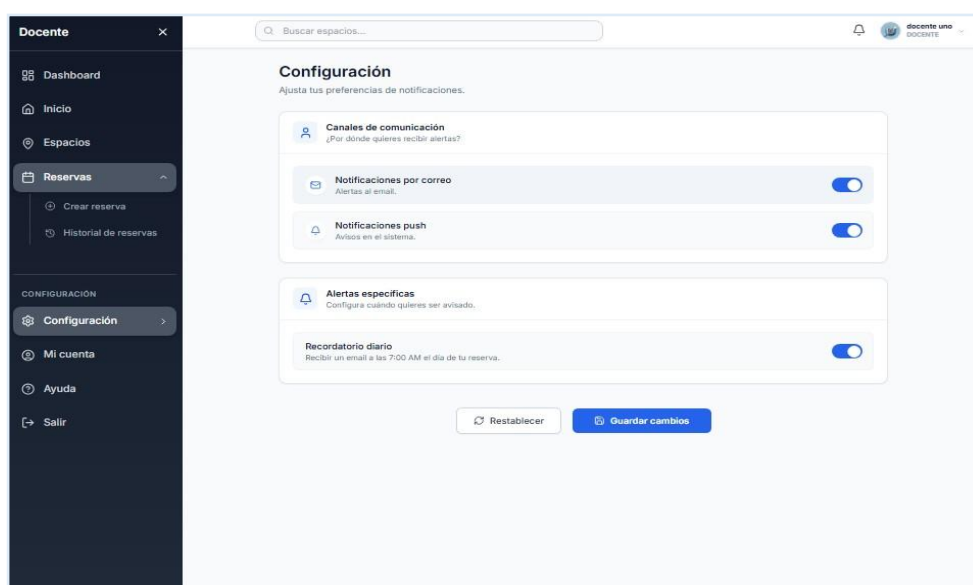 Docente
Dashboard
Inicio
Espacios
Reservas
Crear reserva
Historial de reservas
CONFIGURACIÓN
Configuración
Mi cuenta
Ayuda
Salir
Buscar espacios...
docente uno
DOCENTE
Configuración
Ajusta tus preferencias de notificaciones.
Canales de comunicación
¿Por dónde quieres recibir alertas?
Notificaciones por correo
Alertas al email.
Notificaciones push
Avisos en el sistema.
Alertas específicas
Configura cuándo quieres ser avisado.
Recordatorio diario
Recibir un email a las 7:00 AM el día de tu reserva.
Restablecer
Guardar cambios